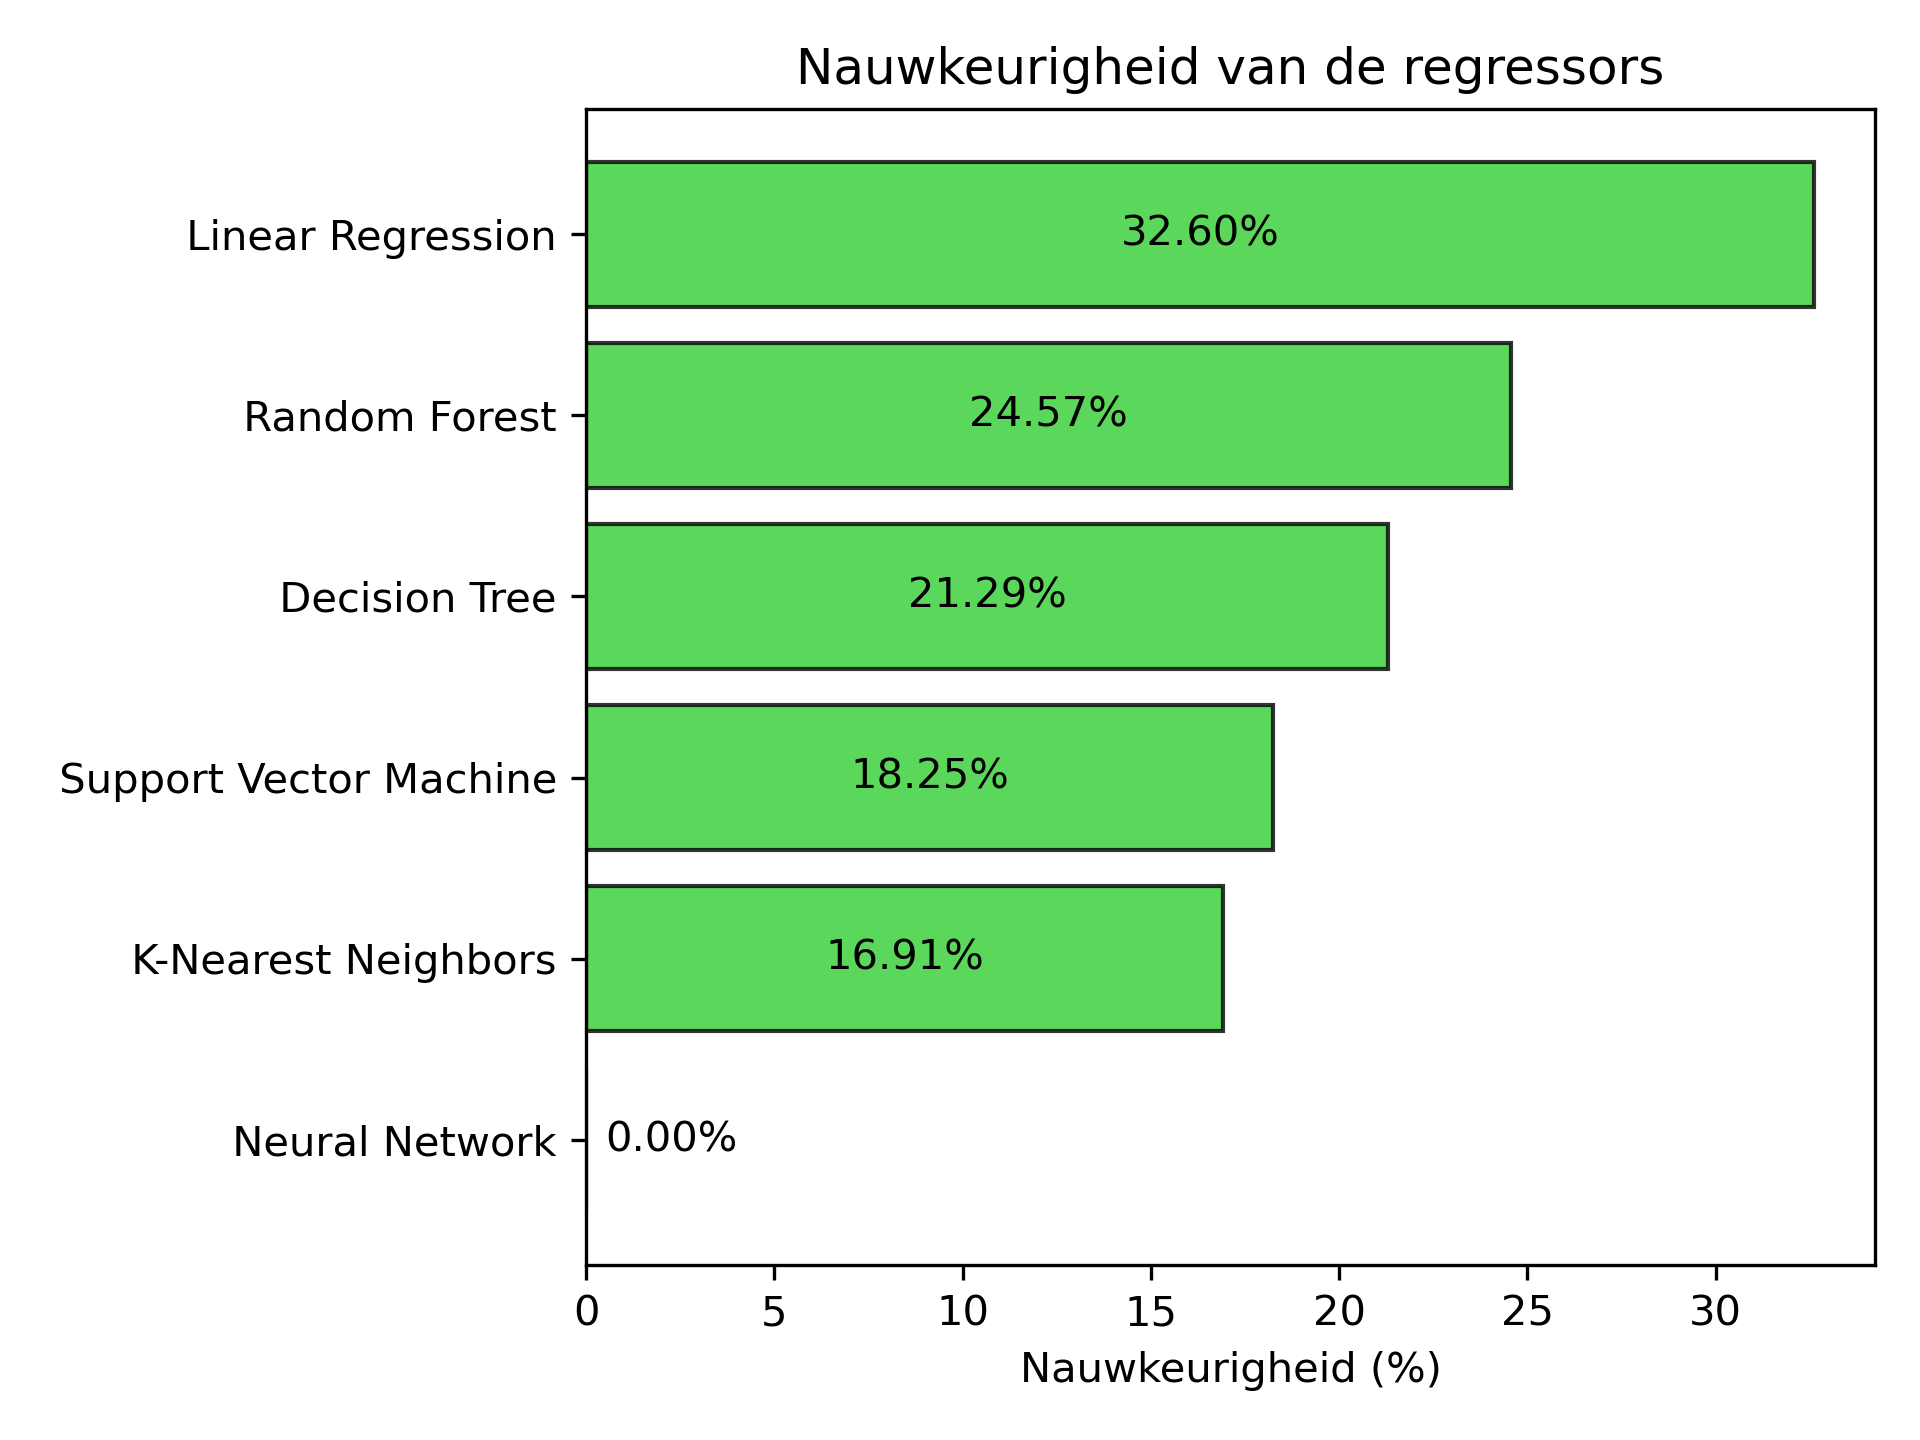 Nauwkeurigheid van de regressors
Linear Regression
32.60%
Random Forest
24.57%
Decision Tree
21.29%
Support Vector Machine
18.25%
K-Nearest Neighbors
16.91%
Neural Network
0.00%
0 5 10 15 20 25 30
Nauwkeurigheid (%)